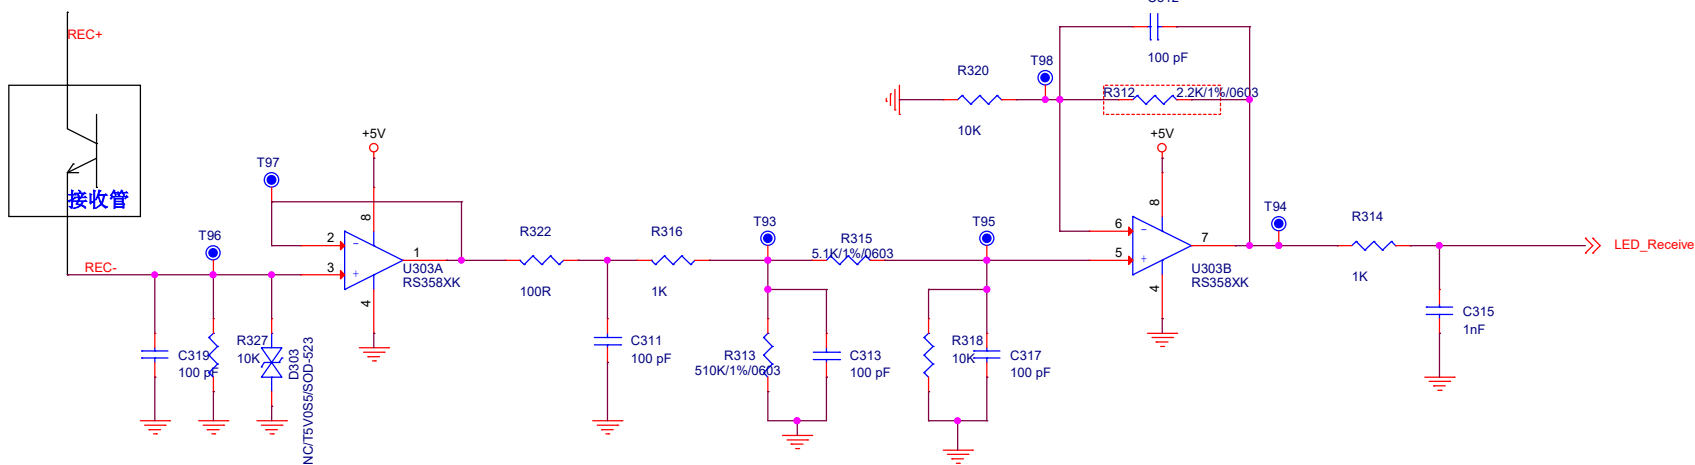 REC+
接收管
REC-
T96
C319
100 pF
R327
10K
D303
NC/T5V0S5/SOD-523
T97
+5V
8
2
1
3
4
U303A
RS358XK
R322
100R
R316
1K
C311
100 pF
T93
R313
510K/1%/0603
C313
100 pF
R315
5.1K/1%/0603
T95
R318
10K
C317
100 pF
R320
10K
T98
100 pF
R312
2.2K/1%/0603
+5V
8
6
7
5
4
U303B
RS358XK
T94
R314
1K
C315
1nF
LED_Receive